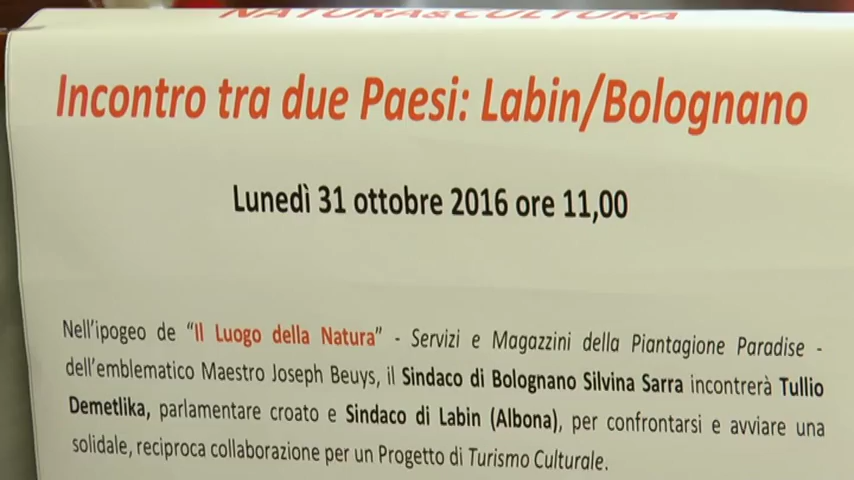 NATURA&CULTURA
Incontro tra due Paesi: Labin/Bolognano
Lunedì 31 ottobre 2016 ore 11,00
Nell'ipogeo de “Il Luogo della Natura” - Servizi e Magazzini della Piantagione Paradise -
dell'emblematico Maestro Joseph Beuys, il Sindaco di Bolognano Silvina Sarra incontrerà Tullio
Demetlika, parlamentare croato e Sindaco di Labin (Albona), per confrontarsi e avviare una
solidale, reciproca collaborazione per un Progetto di Turismo Culturale.